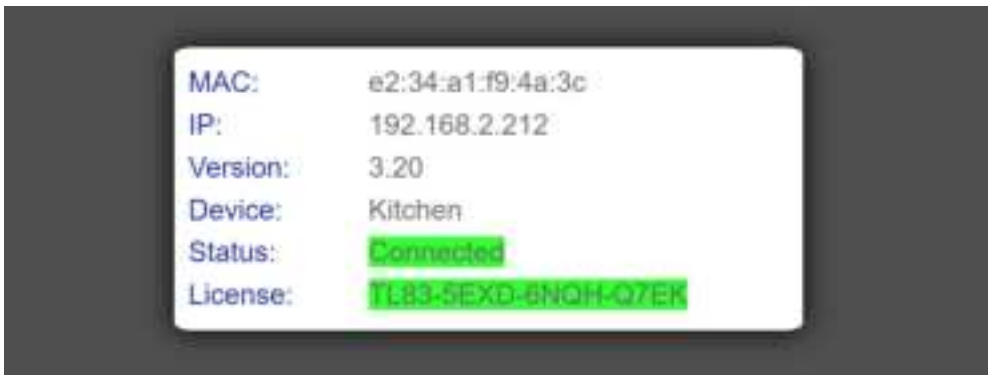 MAC: e2:34:a1:f9:4a:3c
IP: 192.168.2.212
Version: 3.20
Device: Kitchen
Status: Connected
License: TL83-5EXD-6NQH-Q7EK